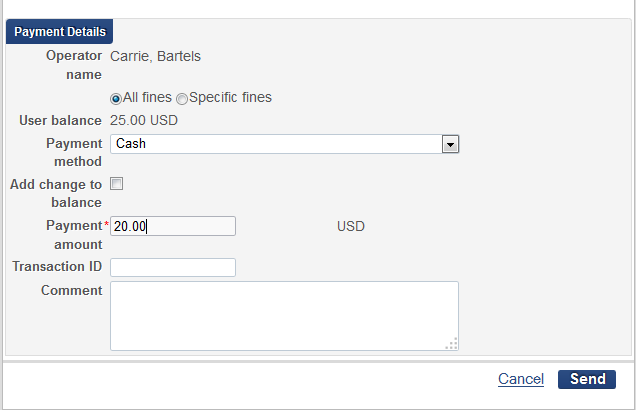 Payment Details
Operator name Carrie, Bartels
All fines Specific fines
User balance 25.00 USD
Payment method Cash
Add change to balance
Payment amount * 20.00 USD
Transaction ID
Comment
Cancel Send